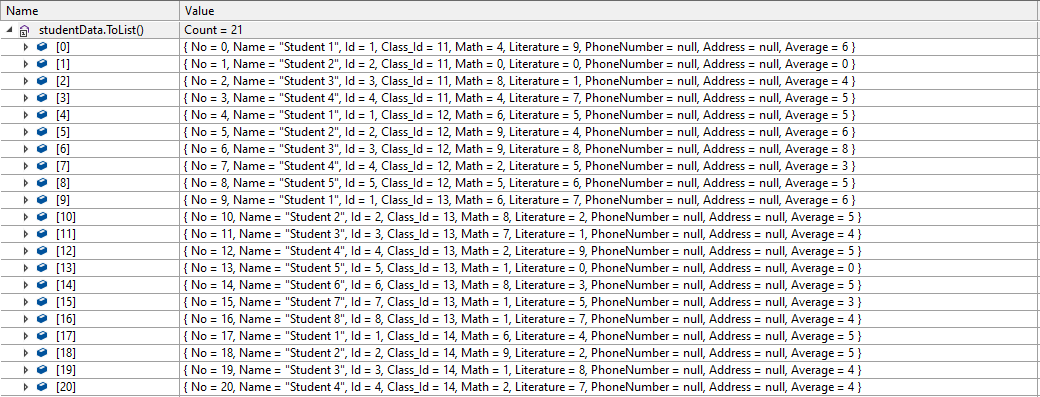 Name Value
studentData.ToList() Count = 21
[0] { No = 0, Name = "Student 1", Id = 1, Class_Id = 11, Math = 4, Literature = 9, PhoneNumber = null, Address = null, Average = 6 }
[1] { No = 1, Name = "Student 2", Id = 2, Class_Id = 11, Math = 0, Literature = 0, PhoneNumber = null, Address = null, Average = 0 }
[2] { No = 2, Name = "Student 3", Id = 3, Class_Id = 11, Math = 8, Literature = 1, PhoneNumber = null, Address = null, Average = 4 }
[3] { No = 3, Name = "Student 4", Id = 4, Class_Id = 11, Math = 4, Literature = 7, PhoneNumber = null, Address = null, Average = 5 }
[4] { No = 4, Name = "Student 1", Id = 1, Class_Id = 12, Math = 6, Literature = 5, PhoneNumber = null, Address = null, Average = 5 }
[5] { No = 5, Name = "Student 2", Id = 2, Class_Id = 12, Math = 9, Literature = 4, PhoneNumber = null, Address = null, Average = 6 }
[6] { No = 6, Name = "Student 3", Id = 3, Class_Id = 12, Math = 9, Literature = 8, PhoneNumber = null, Address = null, Average = 8 }
[7] { No = 7, Name = "Student 4", Id = 4, Class_Id = 12, Math = 2, Literature = 5, PhoneNumber = null, Address = null, Average = 3 }
[8] { No = 8, Name = "Student 5", Id = 5, Class_Id = 12, Math = 5, Literature = 6, PhoneNumber = null, Address = null, Average = 5 }
[9] { No = 9, Name = "Student 1", Id = 1, Class_Id = 13, Math = 6, Literature = 7, PhoneNumber = null, Address = null, Average = 6 }
[10] { No = 10, Name = "Student 2", Id = 2, Class_Id = 13, Math = 8, Literature = 2, PhoneNumber = null, Address = null, Average = 5 }
[11] { No = 11, Name = "Student 3", Id = 3, Class_Id = 13, Math = 7, Literature = 1, PhoneNumber = null, Address = null, Average = 4 }
[12] { No = 12, Name = "Student 4", Id = 4, Class_Id = 13, Math = 2, Literature = 9, PhoneNumber = null, Address = null, Average = 5 }
[13] { No = 13, Name = "Student 5", Id = 5, Class_Id = 13, Math = 1, Literature = 0, PhoneNumber = null, Address = null, Average = 0 }
[14] { No = 14, Name = "Student 6", Id = 6, Class_Id = 13, Math = 8, Literature = 3, PhoneNumber = null, Address = null, Average = 5 }
[15] { No = 15, Name = "Student 7", Id = 7, Class_Id = 13, Math = 1, Literature = 5, PhoneNumber = null, Address = null, Average = 3 }
[16] { No = 16, Name = "Student 8", Id = 8, Class_Id = 13, Math = 1, Literature = 7, PhoneNumber = null, Address = null, Average = 4 }
[17] { No = 17, Name = "Student 1", Id = 1, Class_Id = 14, Math = 6, Literature = 4, PhoneNumber = null, Address = null, Average = 5 }
[18] { No = 18, Name = "Student 2", Id = 2, Class_Id = 14, Math = 9, Literature = 2, PhoneNumber = null, Address = null, Average = 5 }
[19] { No = 19, Name = "Student 3", Id = 3, Class_Id = 14, Math = 1, Literature = 8, PhoneNumber = null, Address = null, Average = 4 }
[20] { No = 20, Name = "Student 4", Id = 4, Class_Id = 14, Math = 2, Literature = 7, PhoneNumber = null, Address = null, Average = 4 }